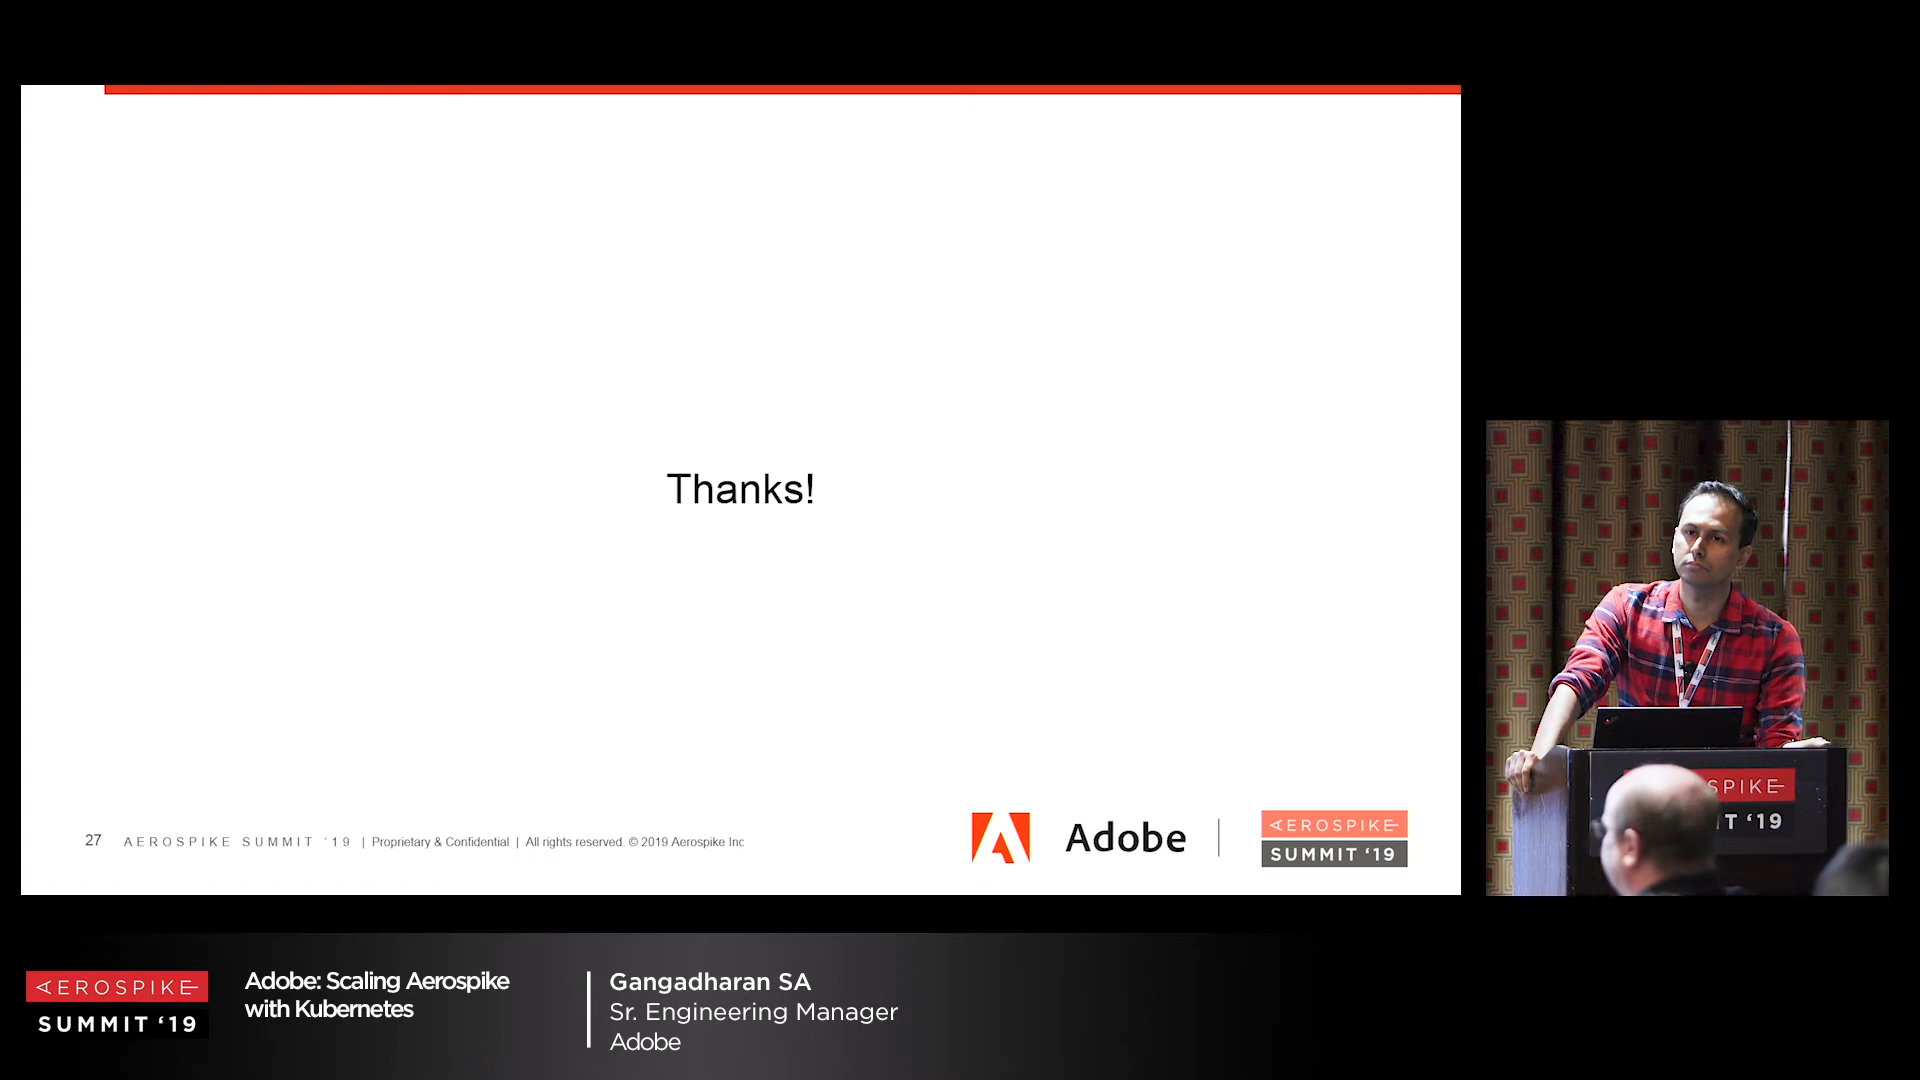 Thanks!
27 AEROSPIKE SUMMIT '19 | Proprietary & Confidential | All rights reserved. © 2019 Aerospike Inc
Adobe
AEROSPIKE
SUMMIT '19
SPIKE
IT '19
AEROSPIKE
SUMMIT '19
Adobe: Scaling Aerospike
with Kubernetes
Gangadharan SA
Sr. Engineering Manager
Adobe